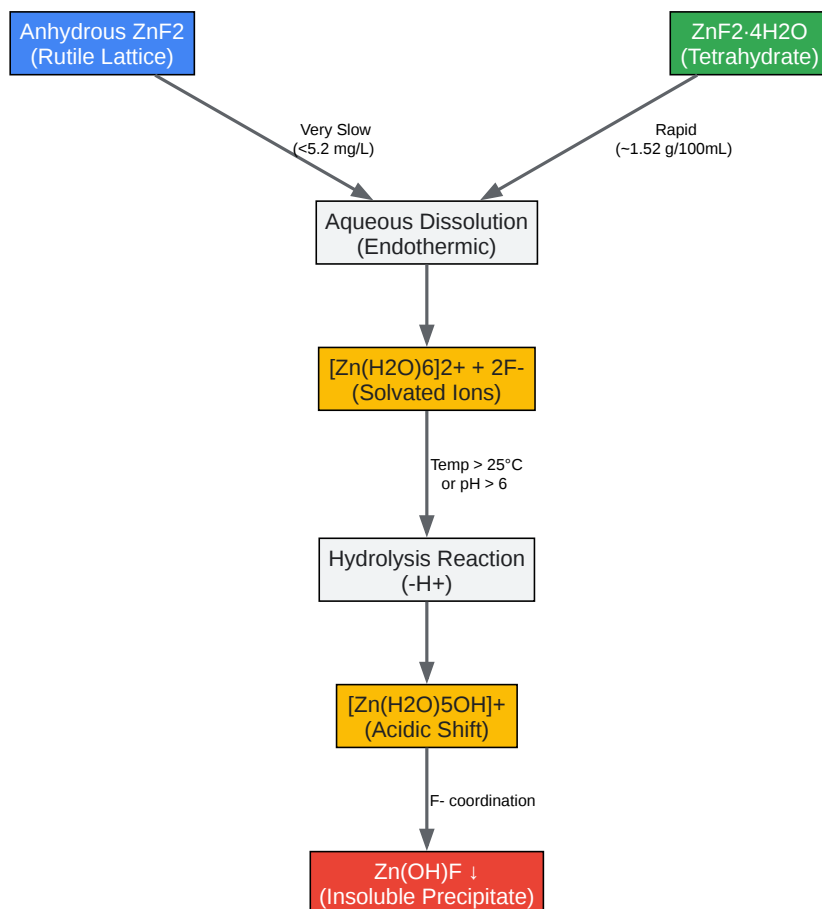 Anhydrous ZnF2
(Rutile Lattice)
ZnF2·4H2O
(Tetrahydrate)
Very Slow
(<5.2 mg/L)
Rapid
(~1.52 g/100mL)
Aqueous Dissolution
(Endothermic)
[Zn(H2O)6]2+ + 2F-
(Solvated Ions)
Temp > 25°C
or pH > 6
Hydrolysis Reaction
(-H+)
[Zn(H2O)5OH]+
(Acidic Shift)
F- coordination
Zn(OH)F ↓
(Insoluble Precipitate)